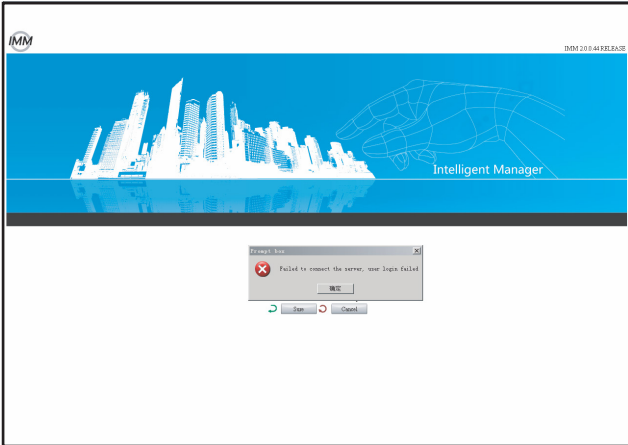 IMM
IMM 2.0.0.44 RELEASE
Intelligent Manager
Prompt box
Failed to connect the server, user login failed
确定
Done
Cancel